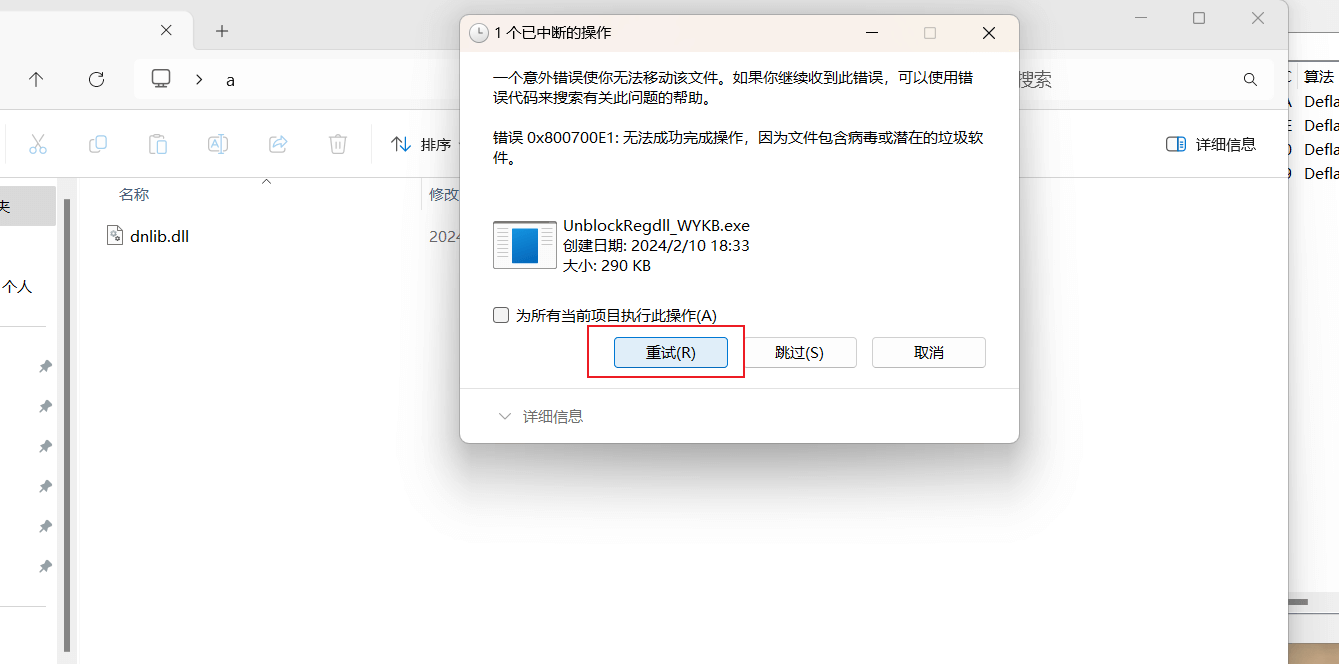 1 个已中断的操作
一个意外错误使你无法移动该文件。如果你继续收到此错误，可以使用错
误代码来搜索有关此问题的帮助。
错误 0x800700E1: 无法成功完成操作，因为文件包含病毒或潜在的垃圾软
件。
UnblockRegdll_WYKB.exe
创建日期: 2024/2/10 18:33
大小: 290 KB
为所有当前项目执行此操作(A)
重试(R)
跳过(S)
取消
详细信息
a
搜索
排序
详细信息
名称
修改
dnlib.dll
2024
夹
个人
算法
Defla
Defla
Defla
Defla